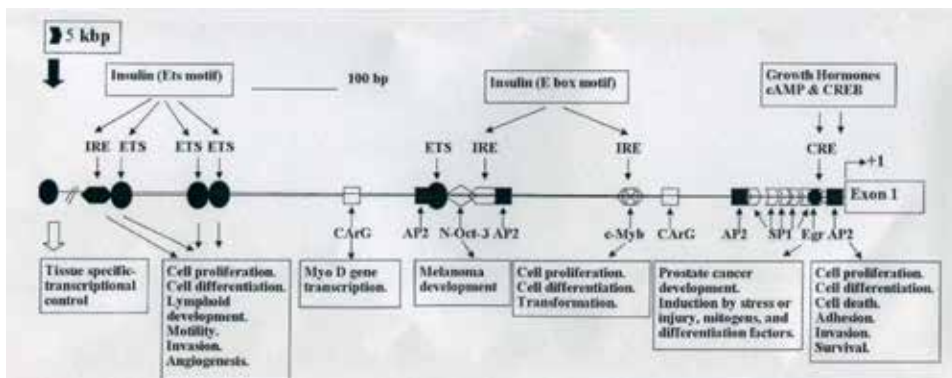 5 kbp
Insulin (Ets motif)
100 bp
Insulin (E box motif)
Growth Hormones
cAMP & CREB
IRE ETS ETS ETS ETS IRE IRE CRE +1
Exon 1
CArG AP2 N-Oct-3 AP2 c-Myb CArG AP2 SP1 Egr AP2
Tissue specific-
transcriptional
control
Cell proliferation.
Cell differentiation.
Lymploid
development.
Motility.
Invasion.
Angiogenesis.
Myo D gene
transcription.
Melanoma
development
Cell proliferation.
Cell differentiation.
Transformation.
Prostate cancer
development.
Induction by stress or
injury, mitogens, and
differentiation factors.
Cell proliferation.
Cell differentiation.
Cell death.
Adhesion.
Invasion.
Survival.